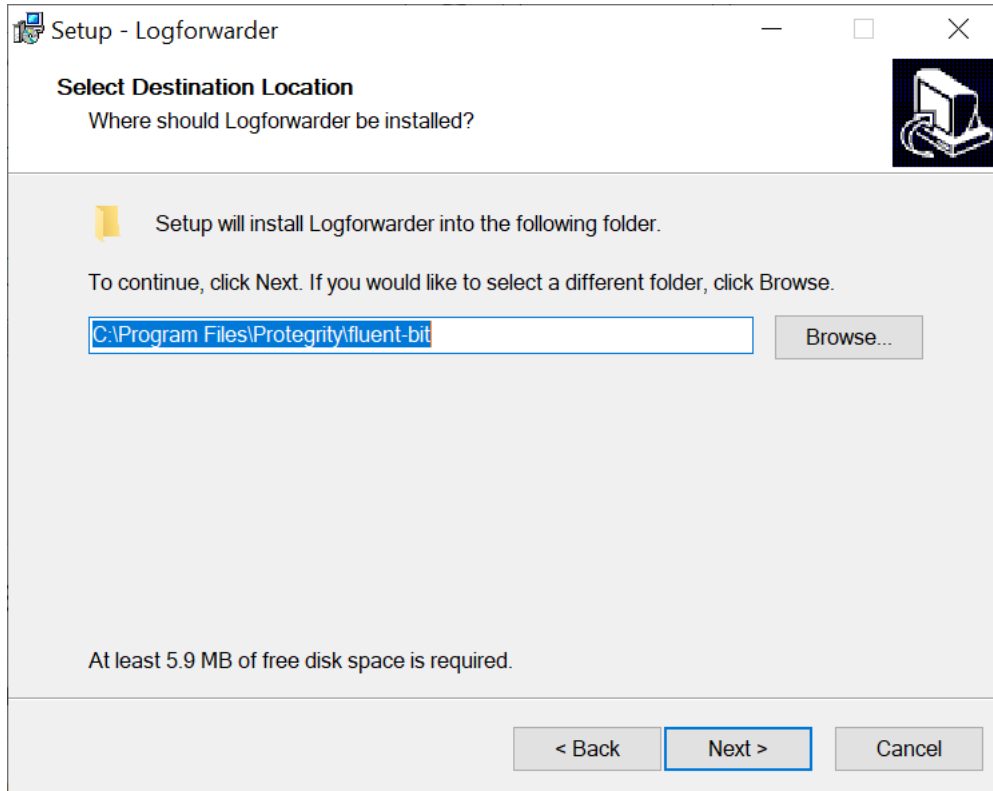 Setup - Logforwarder
Select Destination Location
Where should Logforwarder be installed?
Setup will install Logforwarder into the following folder.
To continue, click Next. If you would like to select a different folder, click Browse.
C:\Program Files\Protegrity\fluent-bit
Browse...
At least 5.9 MB of free disk space is required.
< Back
Next >
Cancel